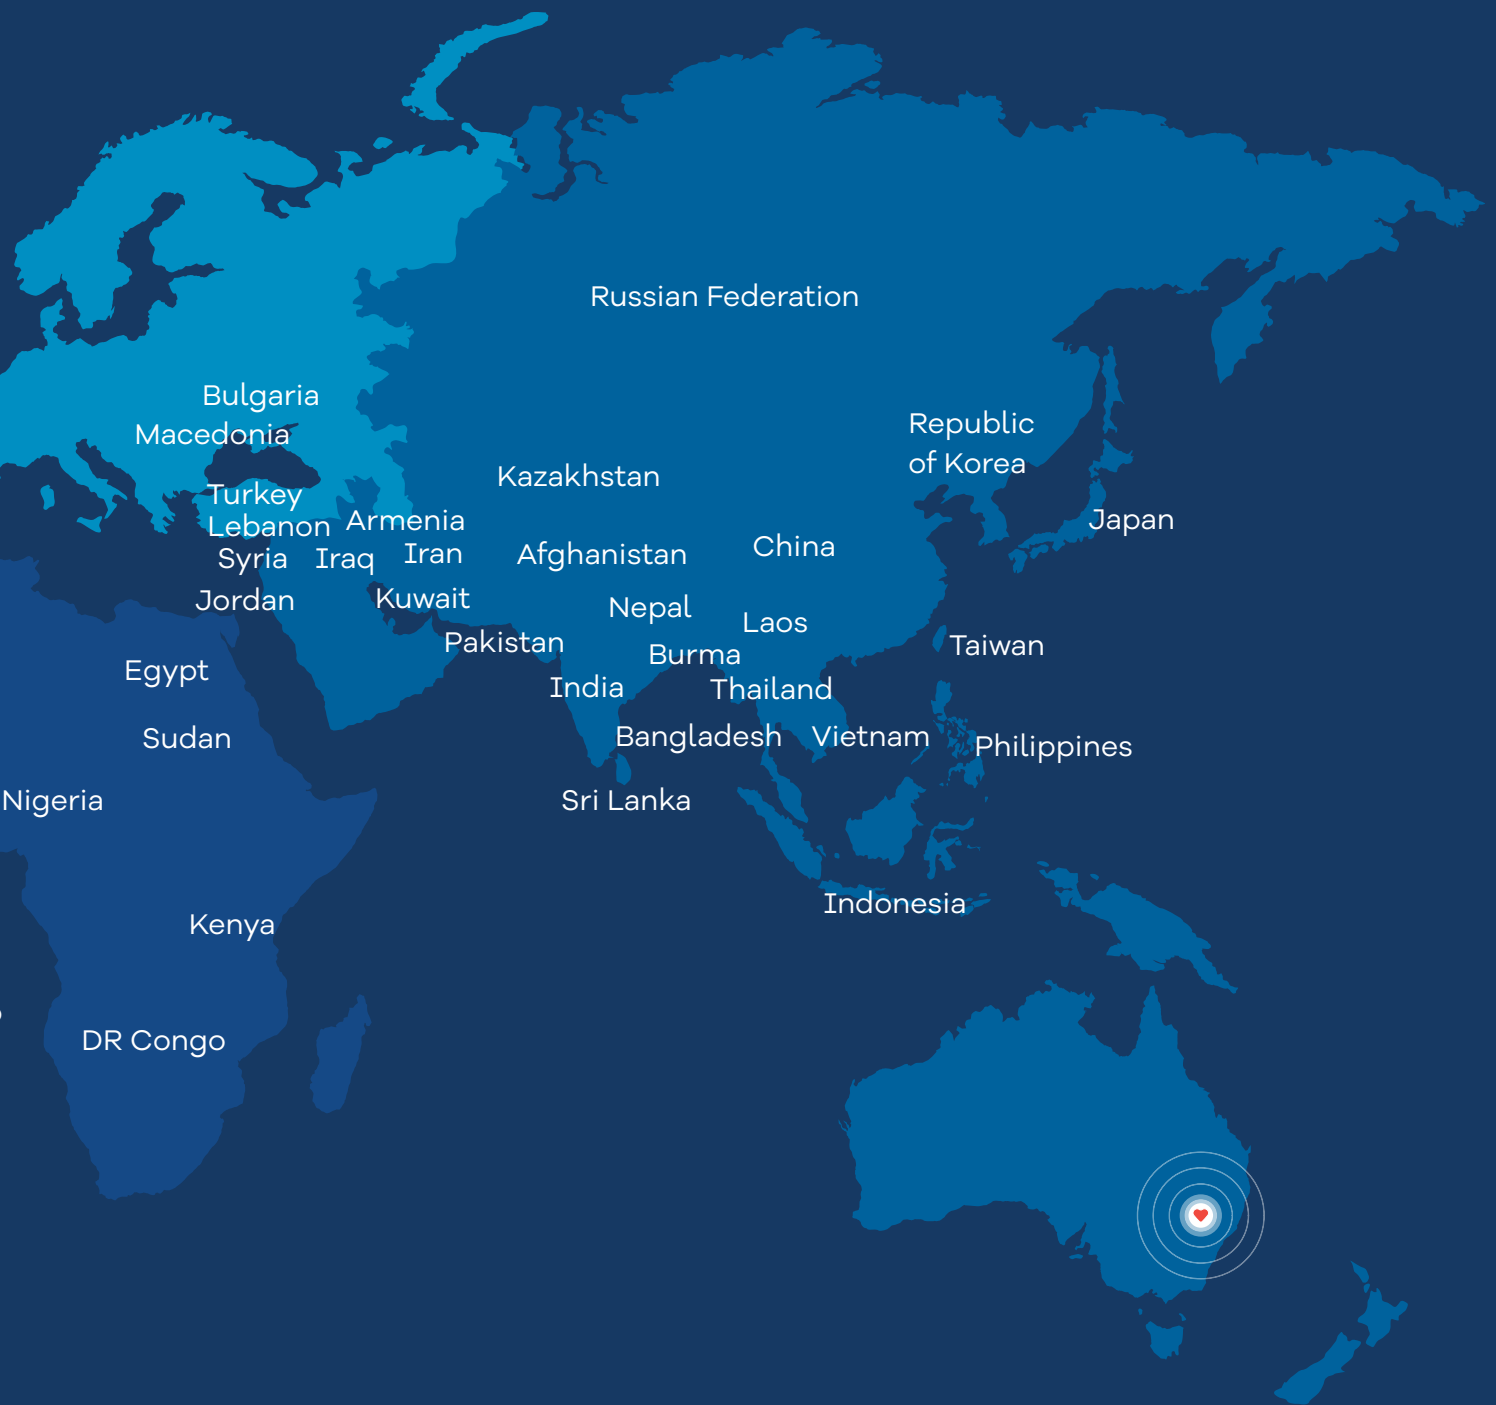 Russian Federation
Bulgaria
Macedonia
Republic
of Korea
Kazakhstan
Turkey
Lebanon
Armenia
Japan
Syria
Iraq
Iran
Afghanistan
China
Jordan
Kuwait
Nepal
Laos
Pakistan
Burma
Taiwan
Egypt
India
Thailand
Sudan
Bangladesh
Vietnam
Philippines
Nigeria
Sri Lanka
Indonesia
Kenya
DR Congo